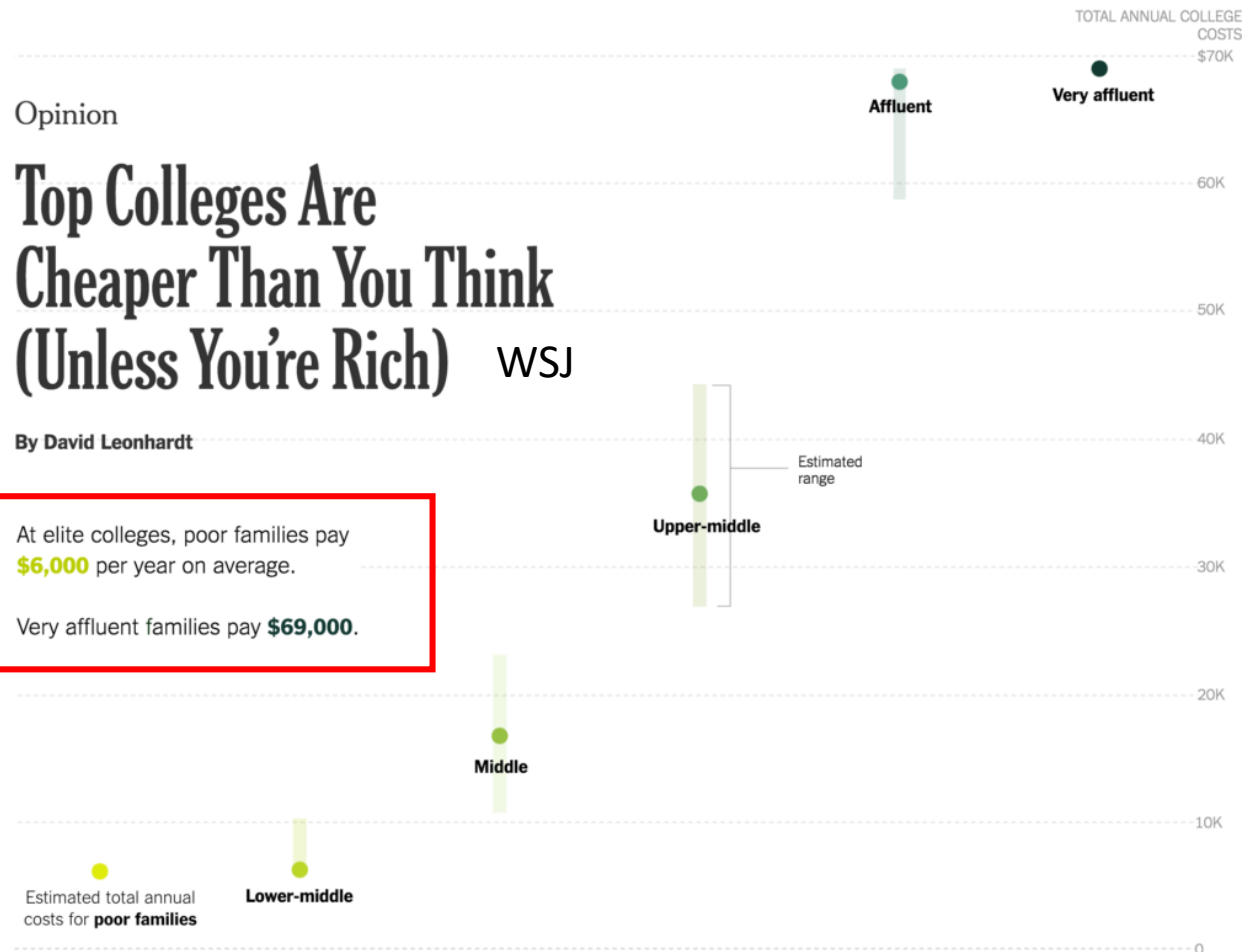 TOTAL ANNUAL COLLEGE
COSTS
$70K
Affluent
Very affluent
Opinion
60K
Top Colleges Are
Cheaper Than You Think
50K
(Unless You're Rich) WSJ
By David Leonhardt
40K
Estimated
range
Upper-middle
At elite colleges, poor families pay
$6,000 per year on average.
30K
Very affluent families pay $69,000.
20K
Middle
10K
Estimated total annual
costs for poor families
Lower-middle
0